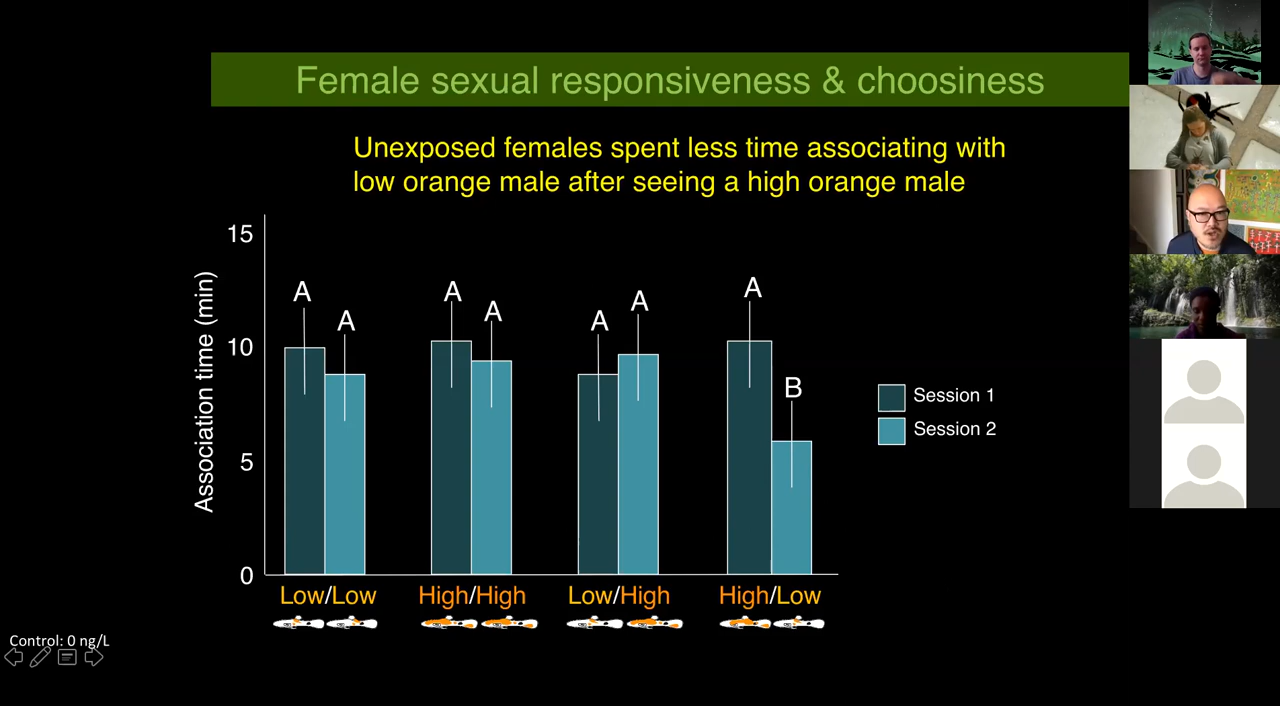 Female sexual responsiveness & choosiness
Unexposed females spent less time associating with
low orange male after seeing a high orange male
Association time (min)
15
10
5
0
A
A
A
A
A
A
A
B
Session 1
Session 2
Low/Low
High/High
Low/High
High/Low
Control: 0 ng/L